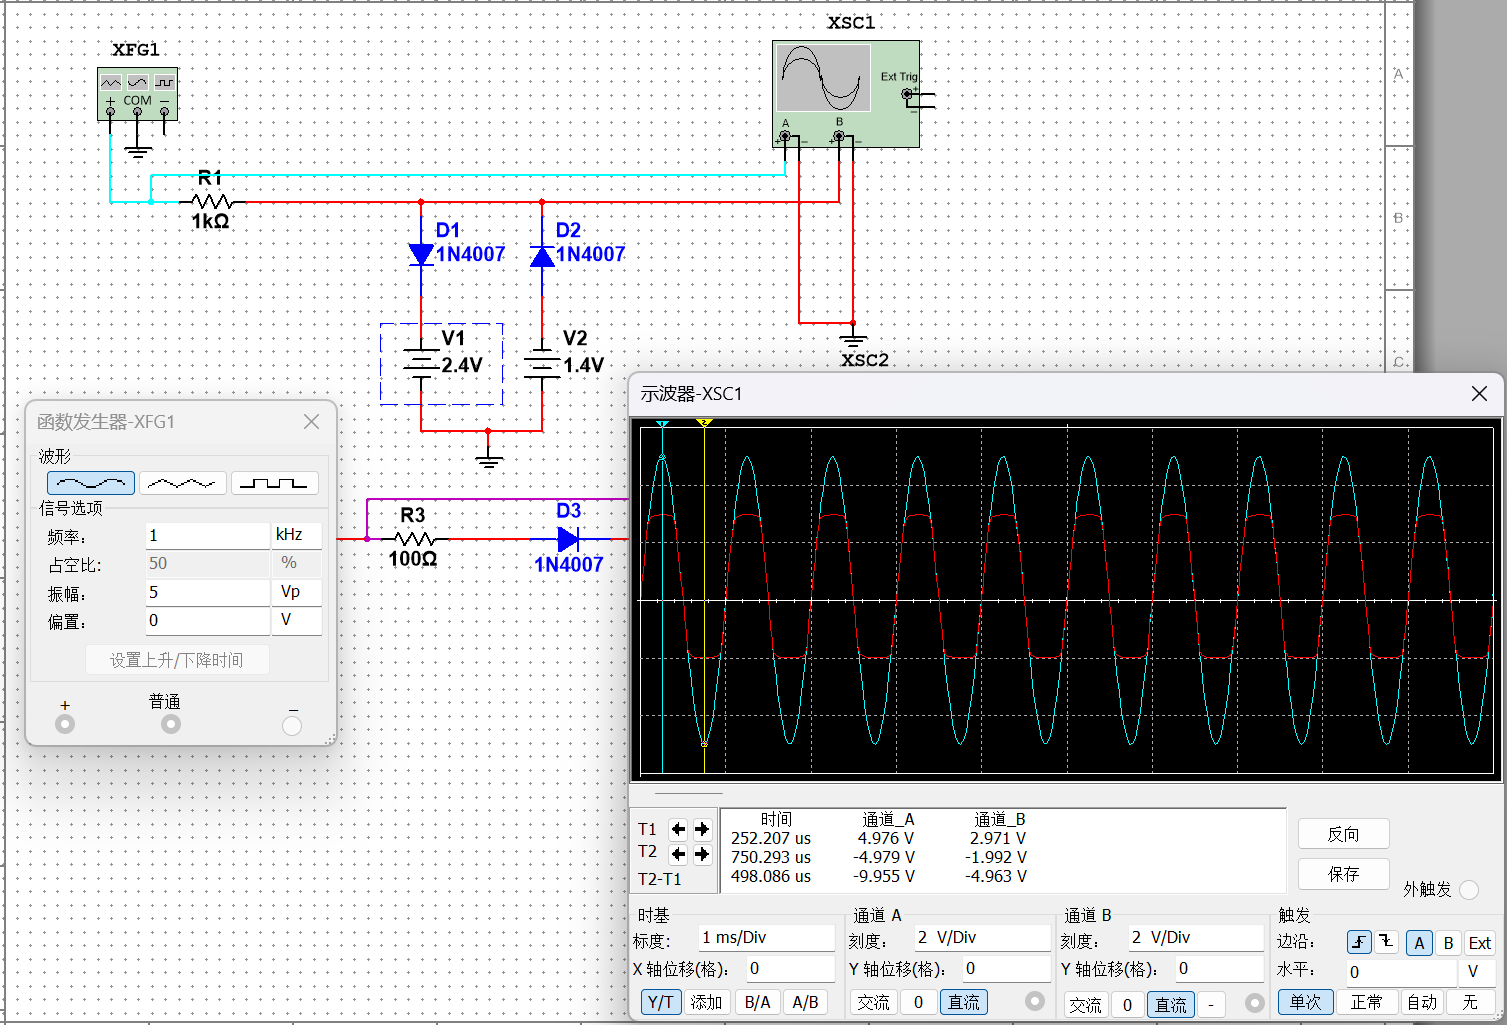 XSC1
XFG1
Ext Trig
+
−
A
B
+ − + −
+ COM −
A
B
C
R1
1kΩ
D1
1N4007
D2
1N4007
V1
2.4V
V2
1.4V
XSC2
R3
100Ω
D3
1N4007
函数发生器-XFG1
波形
信号选项
频率: 1 kHz
占空比: 50 %
振幅: 5 Vp
偏置: 0 V
设置上升/下降时间
+ 普通 −
示波器-XSC1
1 2
时间 通道_A 通道_B
T1 252.207 us 4.976 V 2.971 V
T2 750.293 us -4.979 V -1.992 V
T2-T1 498.086 us -9.955 V -4.963 V
反向
保存
外触发
时基
标度: 1 ms/Div
X 轴位移(格): 0
Y/T 添加 B/A A/B
通道 A
刻度: 2 V/Div
Y 轴位移(格): 0
交流 0 直流
通道 B
刻度: 2 V/Div
Y 轴位移(格): 0
交流 0 直流 -
触发
边沿: A B Ext
水平: 0 V
单次 正常 自动 无